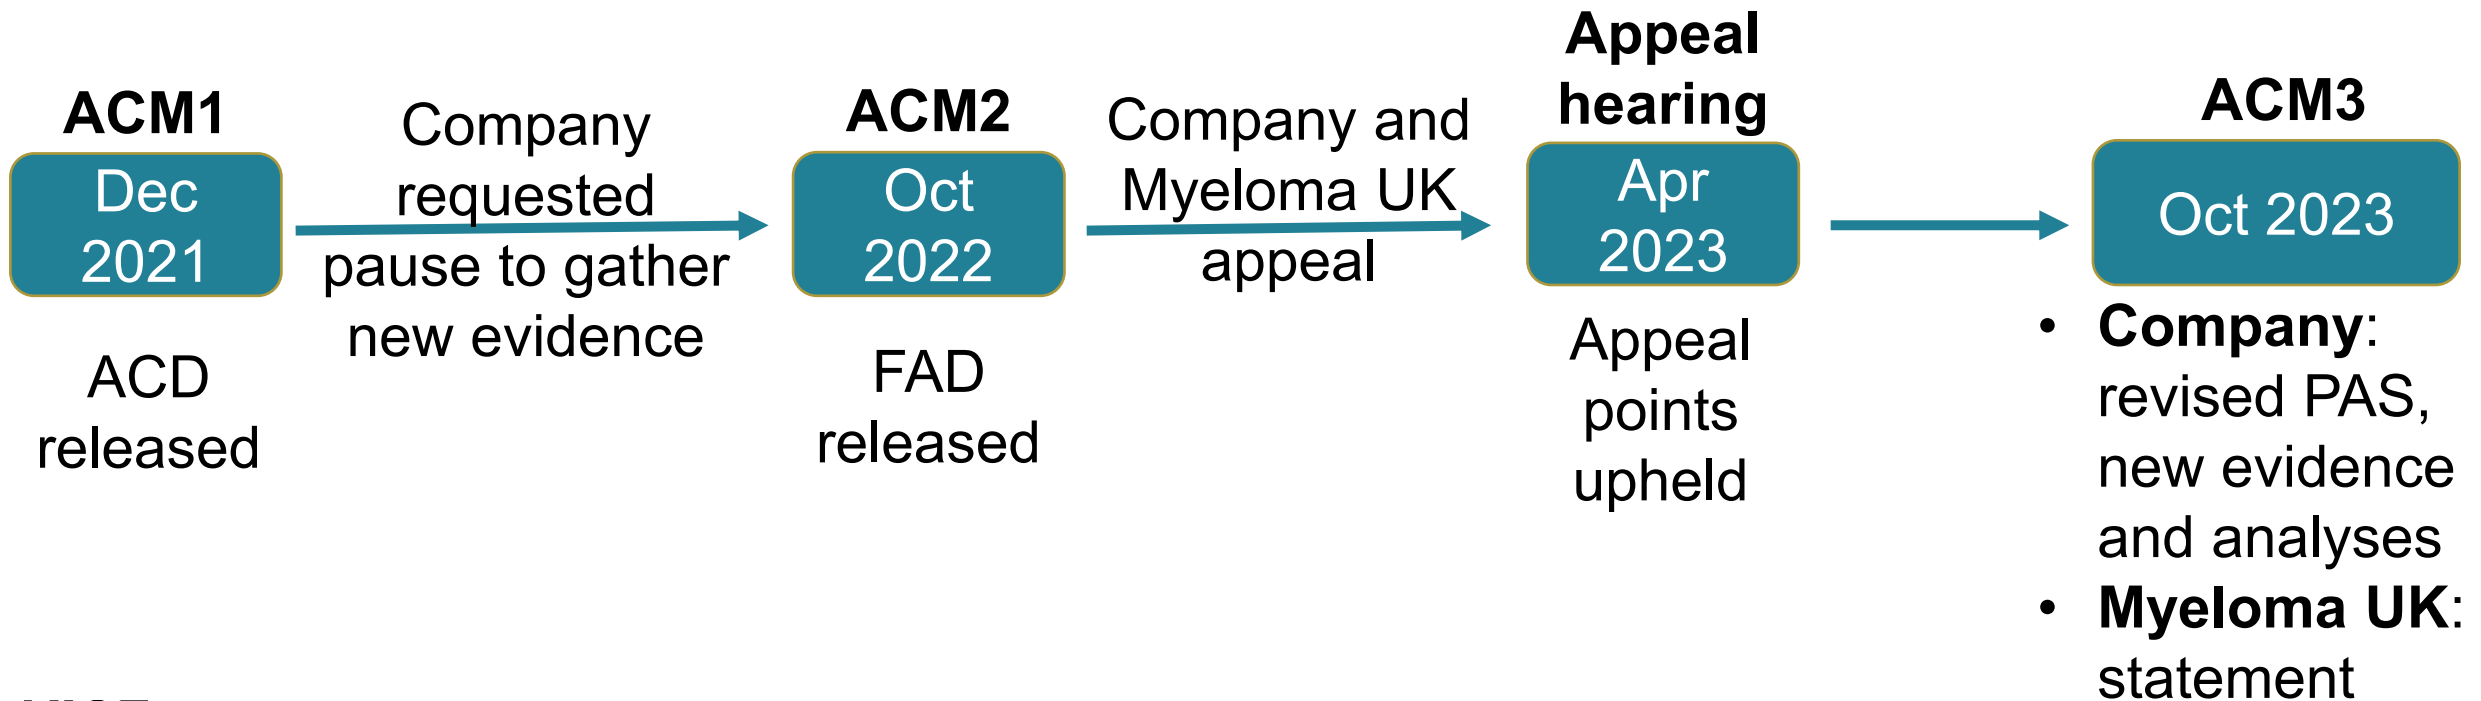 ACM1
Dec
2021
ACD
released
Company
requested
pause to gather
new evidence
ACM2
Oct
2022
FAD
released
Company and
Myeloma UK
appeal
Appeal
hearing
Apr
2023
Appeal
points
upheld
ACM3
Oct 2023
• Company:
revised PAS,
new evidence
and analyses
• Myeloma UK:
statement